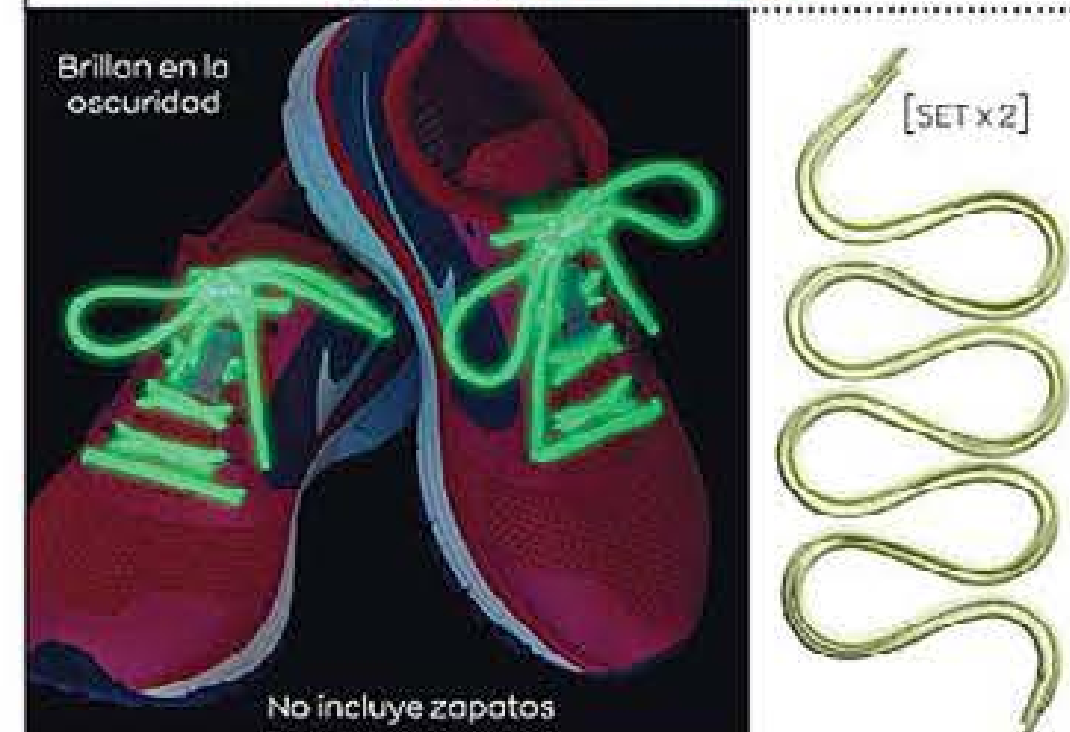 Brillan en la
oscuridad
[SET x 2]
No incluye zapatos